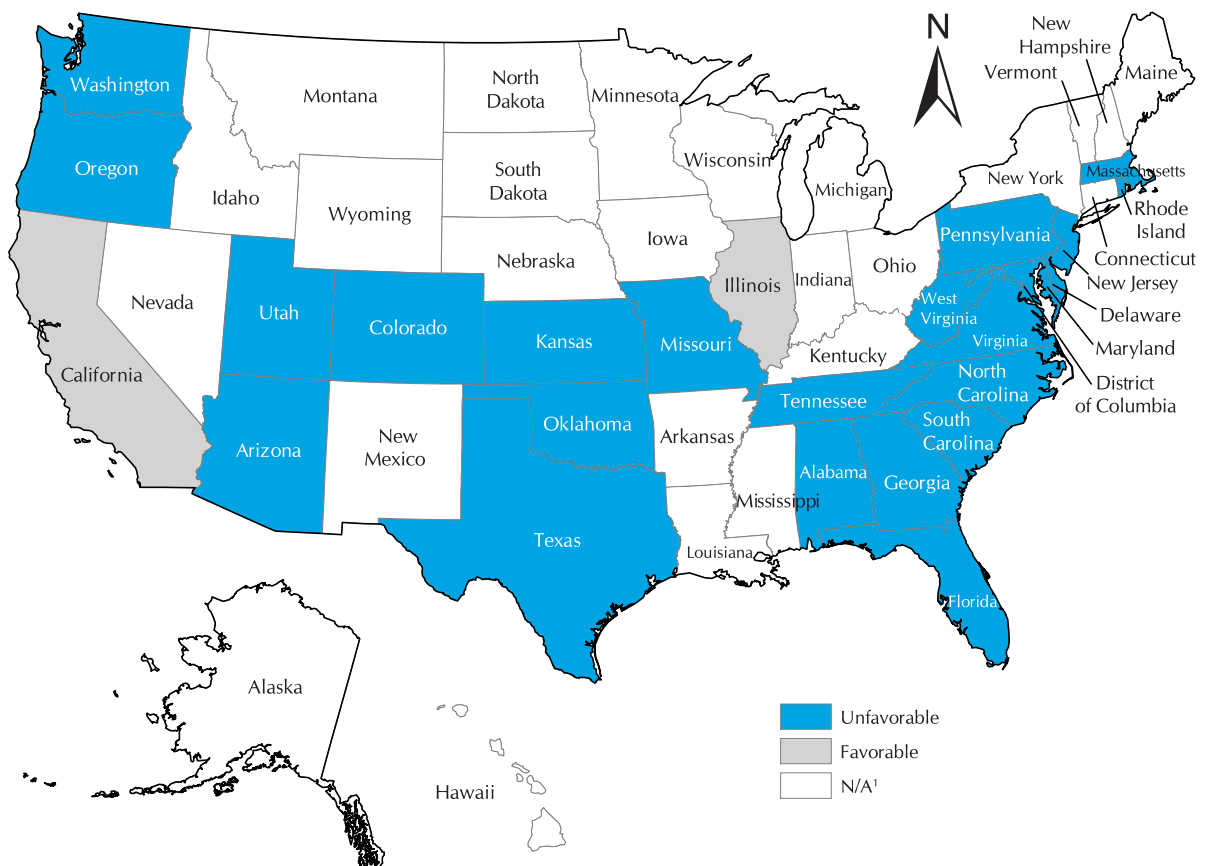 N
New
Hampshire
Vermont
Maine
Washington
Montana
North
Dakota
Minnesota
Oregon
Idaho
South
Dakota
Wisconsin
Michigan
New York
Massachusetts
Wyoming
Rhode
Island
Iowa
Pennsylvania
Connecticut
Nebraska
Ohio
Nevada
Illinois
Indiana
New Jersey
Utah
Colorado
West
Virginia
Delaware
Kansas
Missouri
Virginia
Maryland
California
Kentucky
District
of Columbia
North
Carolina
Tennessee
Oklahoma
South
Carolina
New
Mexico
Arkansas
Arizona
Alabama
Georgia
Mississippi
Texas
Louisiana
Florida
Alaska
Hawaii
Unfavorable
Favorable
N/A¹